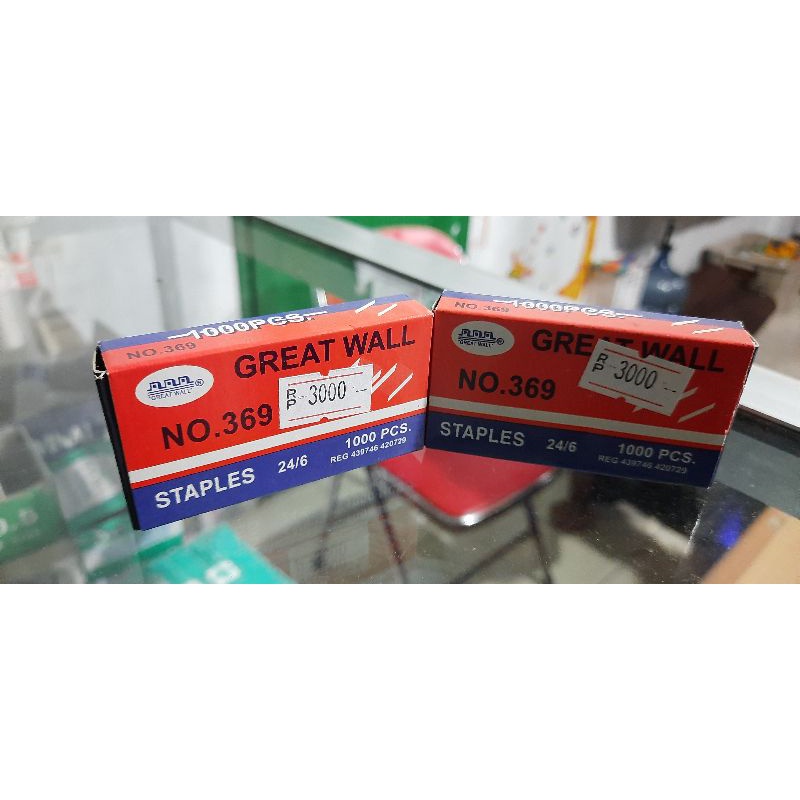 NO.369
1000PCS.
GREAT WALL
"GREAT WALL" ®
NO.369
RP 3000
STAPLES
24/6
1000 PCS.
REG 439746 420729
NO.369
1000PCS.
GREAT WALL
"GREAT WALL" ®
NO.369
RP 3000
STAPLES
24/6
1000 PCS.
REG 439746 420729